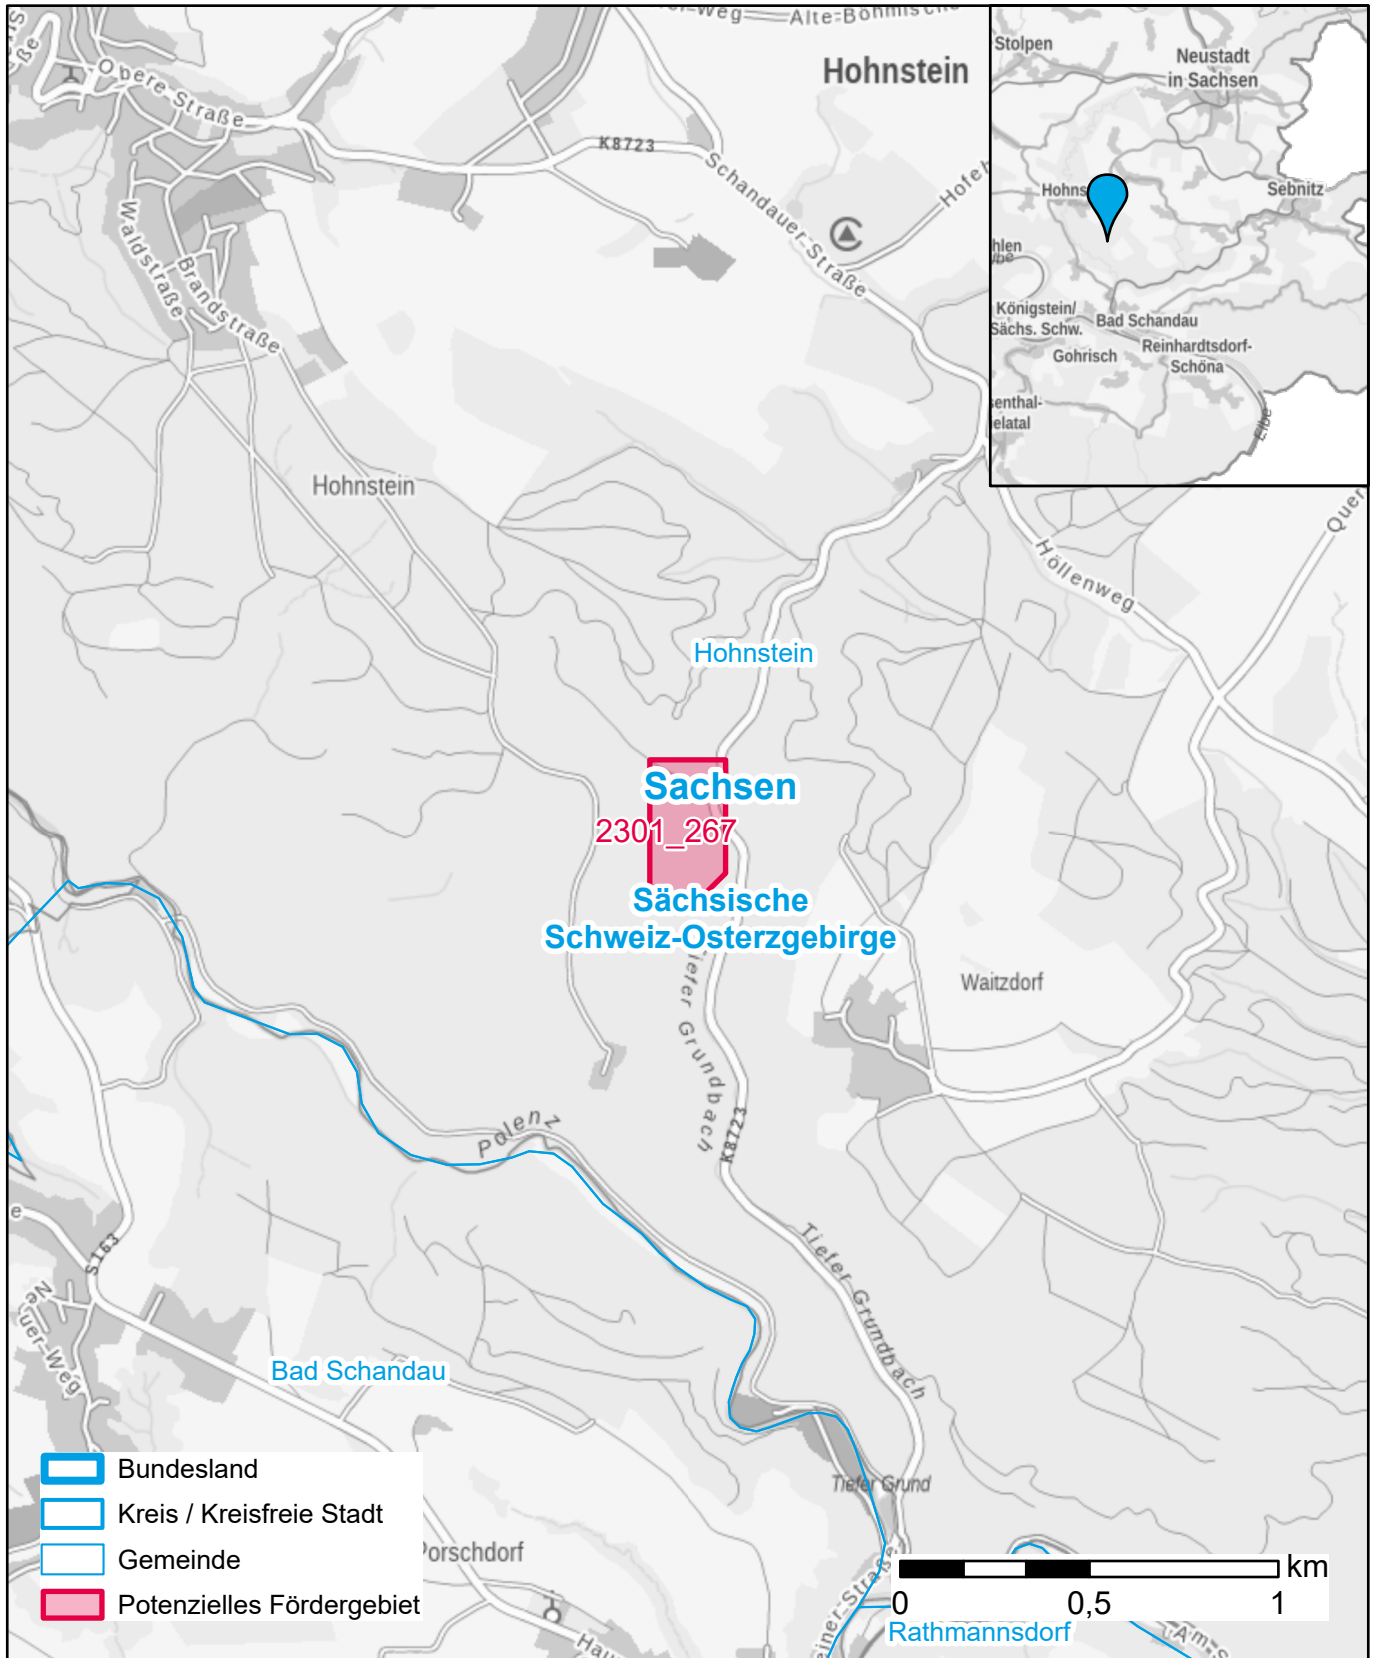 Alte-Böhmische
Weg
Hohnstein
Obere-Straße
K8723
Schandauer-Straße
Waldstraße
Brandstraße
Hohnstein
Höllenweg
Hohnstein
Sachsen
2301_267
Sächsische
Schweiz-Osterzgebirge
Waitzdorf
Tiefer Grundbach
K8723
Polenz
Tiefer Grundbach
S163
Bad Schandau
Tiefer Grund
Porschdorf
Rathmannsdorf
Stolpen
Neustadt
in Sachsen
Hohns
Sebnitz
hlen
Königstein/
Sächs. Schw.
Bad Schandau
Gohrisch
Reinhardtsdorf-
Schöna
senthal-
elatal
Elbe
Bundesland
Kreis / Kreisfreie Stadt
Gemeinde
Potenzielles Fördergebiet
km
0 0,5 1